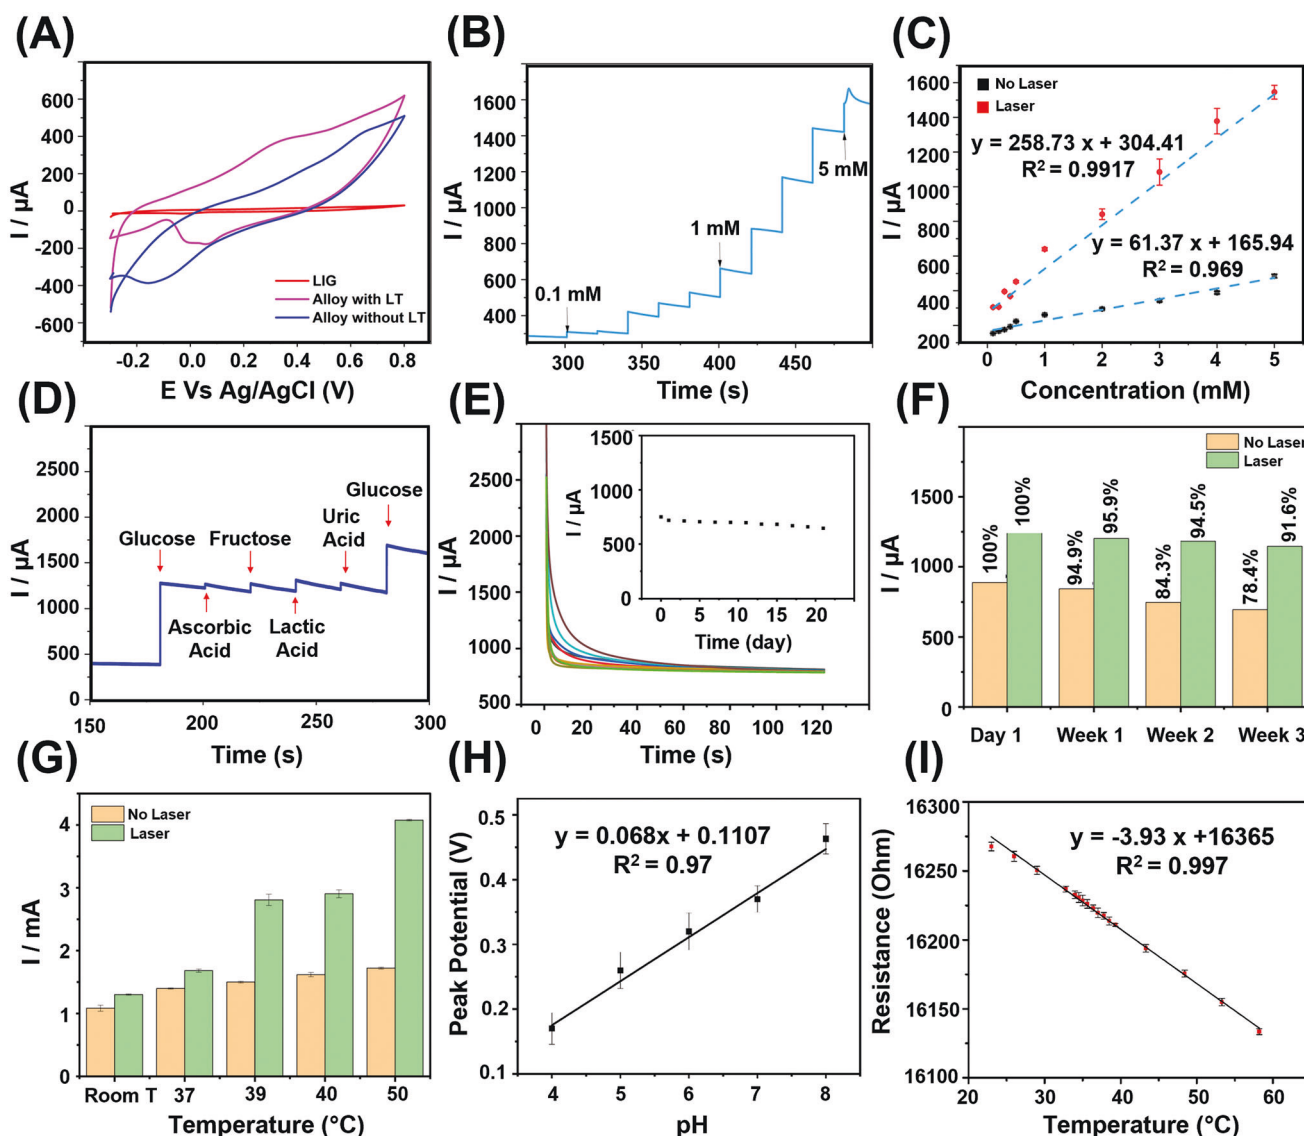 (A)
600
400
200
0
-200
-400
-600
I / µA
LIG
Alloy with LT
Alloy without LT
-0.2
0.0
0.2
0.4
0.6
0.8
E Vs Ag/AgCl (V)
(B)
1600
1400
1200
1000
800
600
400
I / µA
0.1 mM
1 mM
5 mM
300
350
400
450
Time (s)
(C)
1600
1400
1200
1000
800
600
400
200
I / µA
No Laser
Laser
y = 258.73 x + 304.41
R² = 0.9917
y = 61.37 x + 165.94
R² = 0.969
0
1
2
3
4
5
Concentration (mM)
(D)
2500
2000
1500
1000
500
0
I / µA
Glucose
Fructose
Uric
Acid
Glucose
Ascorbic
Acid
Lactic
Acid
150
200
250
300
Time (s)
(E)
3000
2500
2000
1500
1000
500
I / µA
1500
1000
500
0
I / µA
0
5
10
15
20
Time (day)
0
20
40
60
80
100
120
Time (s)
(F)
1500
1000
500
0
I / µA
No Laser
Laser
100%
100%
94.9%
95.9%
84.3%
94.5%
78.4%
91.6%
Day 1
Week 1
Week 2
Week 3
(G)
4
3
2
1
0
I / mA
No Laser
Laser
Room T
37
39
40
50
Temperature (°C)
(H)
0.5
0.4
0.3
0.2
0.1
Peak Potential (V)
y = 0.068x + 0.1107
R² = 0.97
4
5
6
7
8
pH
(I)
16300
16250
16200
16150
16100
Resistance (Ohm)
y = -3.93 x +16365
R² = 0.997
20
30
40
50
60
Temperature (°C)